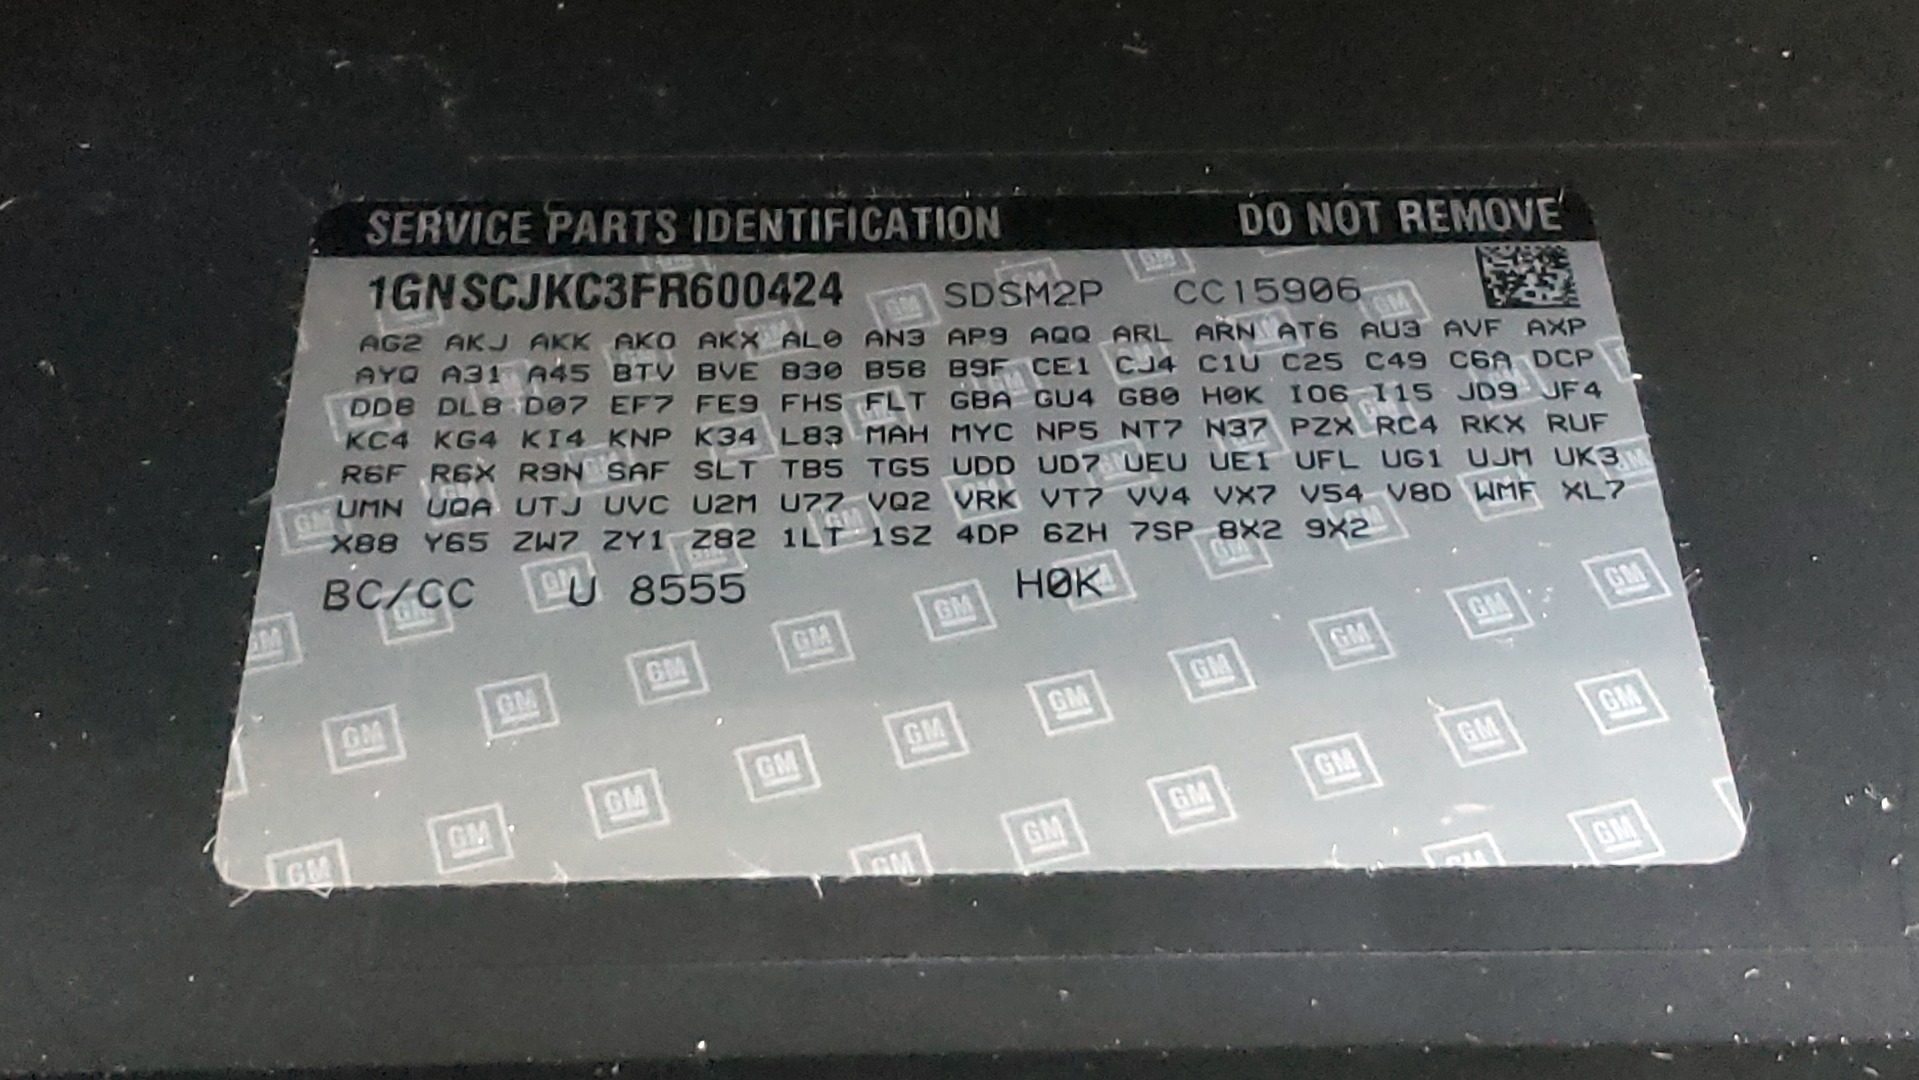 SERVICE PARTS IDENTIFICATION DO NOT REMOVE
1GNSCJKC3FR600424 SDSM2P CC15906
AG2 AKJ AKK AKO AKX AL0 AN3 AP9 AQQ ARL ARN AT6 AU3 AVF AXP
AYQ A31 A45 BTV BVE B30 B58 B9F CE1 CJ4 C1U C25 C49 C6A DCP
DD8 DL8 D07 EF7 FE9 FHS FLT GBA GU4 G80 H0K IO6 I15 JD9 JF4
KC4 KG4 KI4 KNP K34 L83 MAH MYC NP5 NT7 N37 PZX RC4 RKX RUF
R6F R6X R9N SAF SLT TB5 TG5 UDD UD7 UEU UE1 UFL UG1 UJM UK3
UMN UQA UTJ UVC U2M U77 VQ2 VRK VT7 VV4 VX7 V54 V8D WMF XL7
X88 Y65 ZW7 ZY1 Z82 1LT 1SZ 4DP 6ZH 7SP 8X2 9X2
BC/CC U 8555 H0K